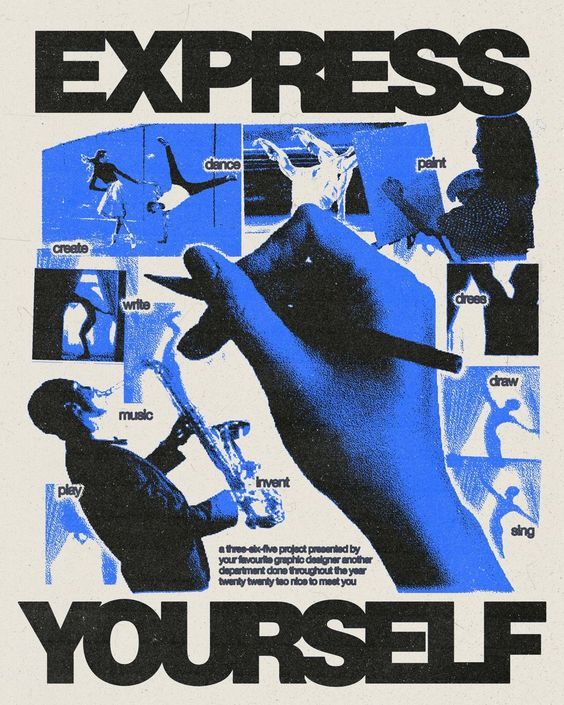 EXPRESS
dance
paint
create
write
dress
draw
music
invent
play
sing
a three-six-five project presented by
your favourite graphic designer another
department done throughout the year
twenty twenty two nice to meet you
YOURSELF